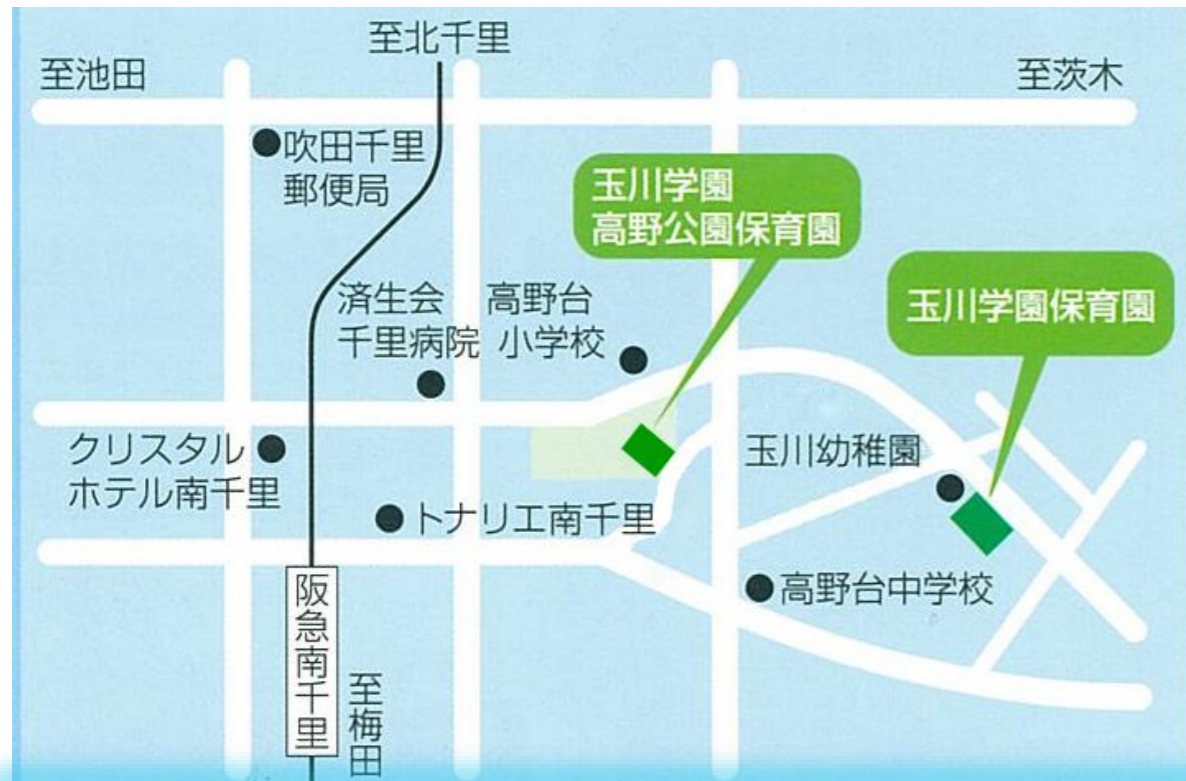 至北千里
至池田
至茨木
吹田千里
郵便局
玉川学園
高野公園保育園
玉川学園保育園
済生会
千里病院
高野台
小学校
クリスタル
ホテル南千里
玉川幼稚園
トナリエ南千里
高野台中学校
阪急南千里
至梅田